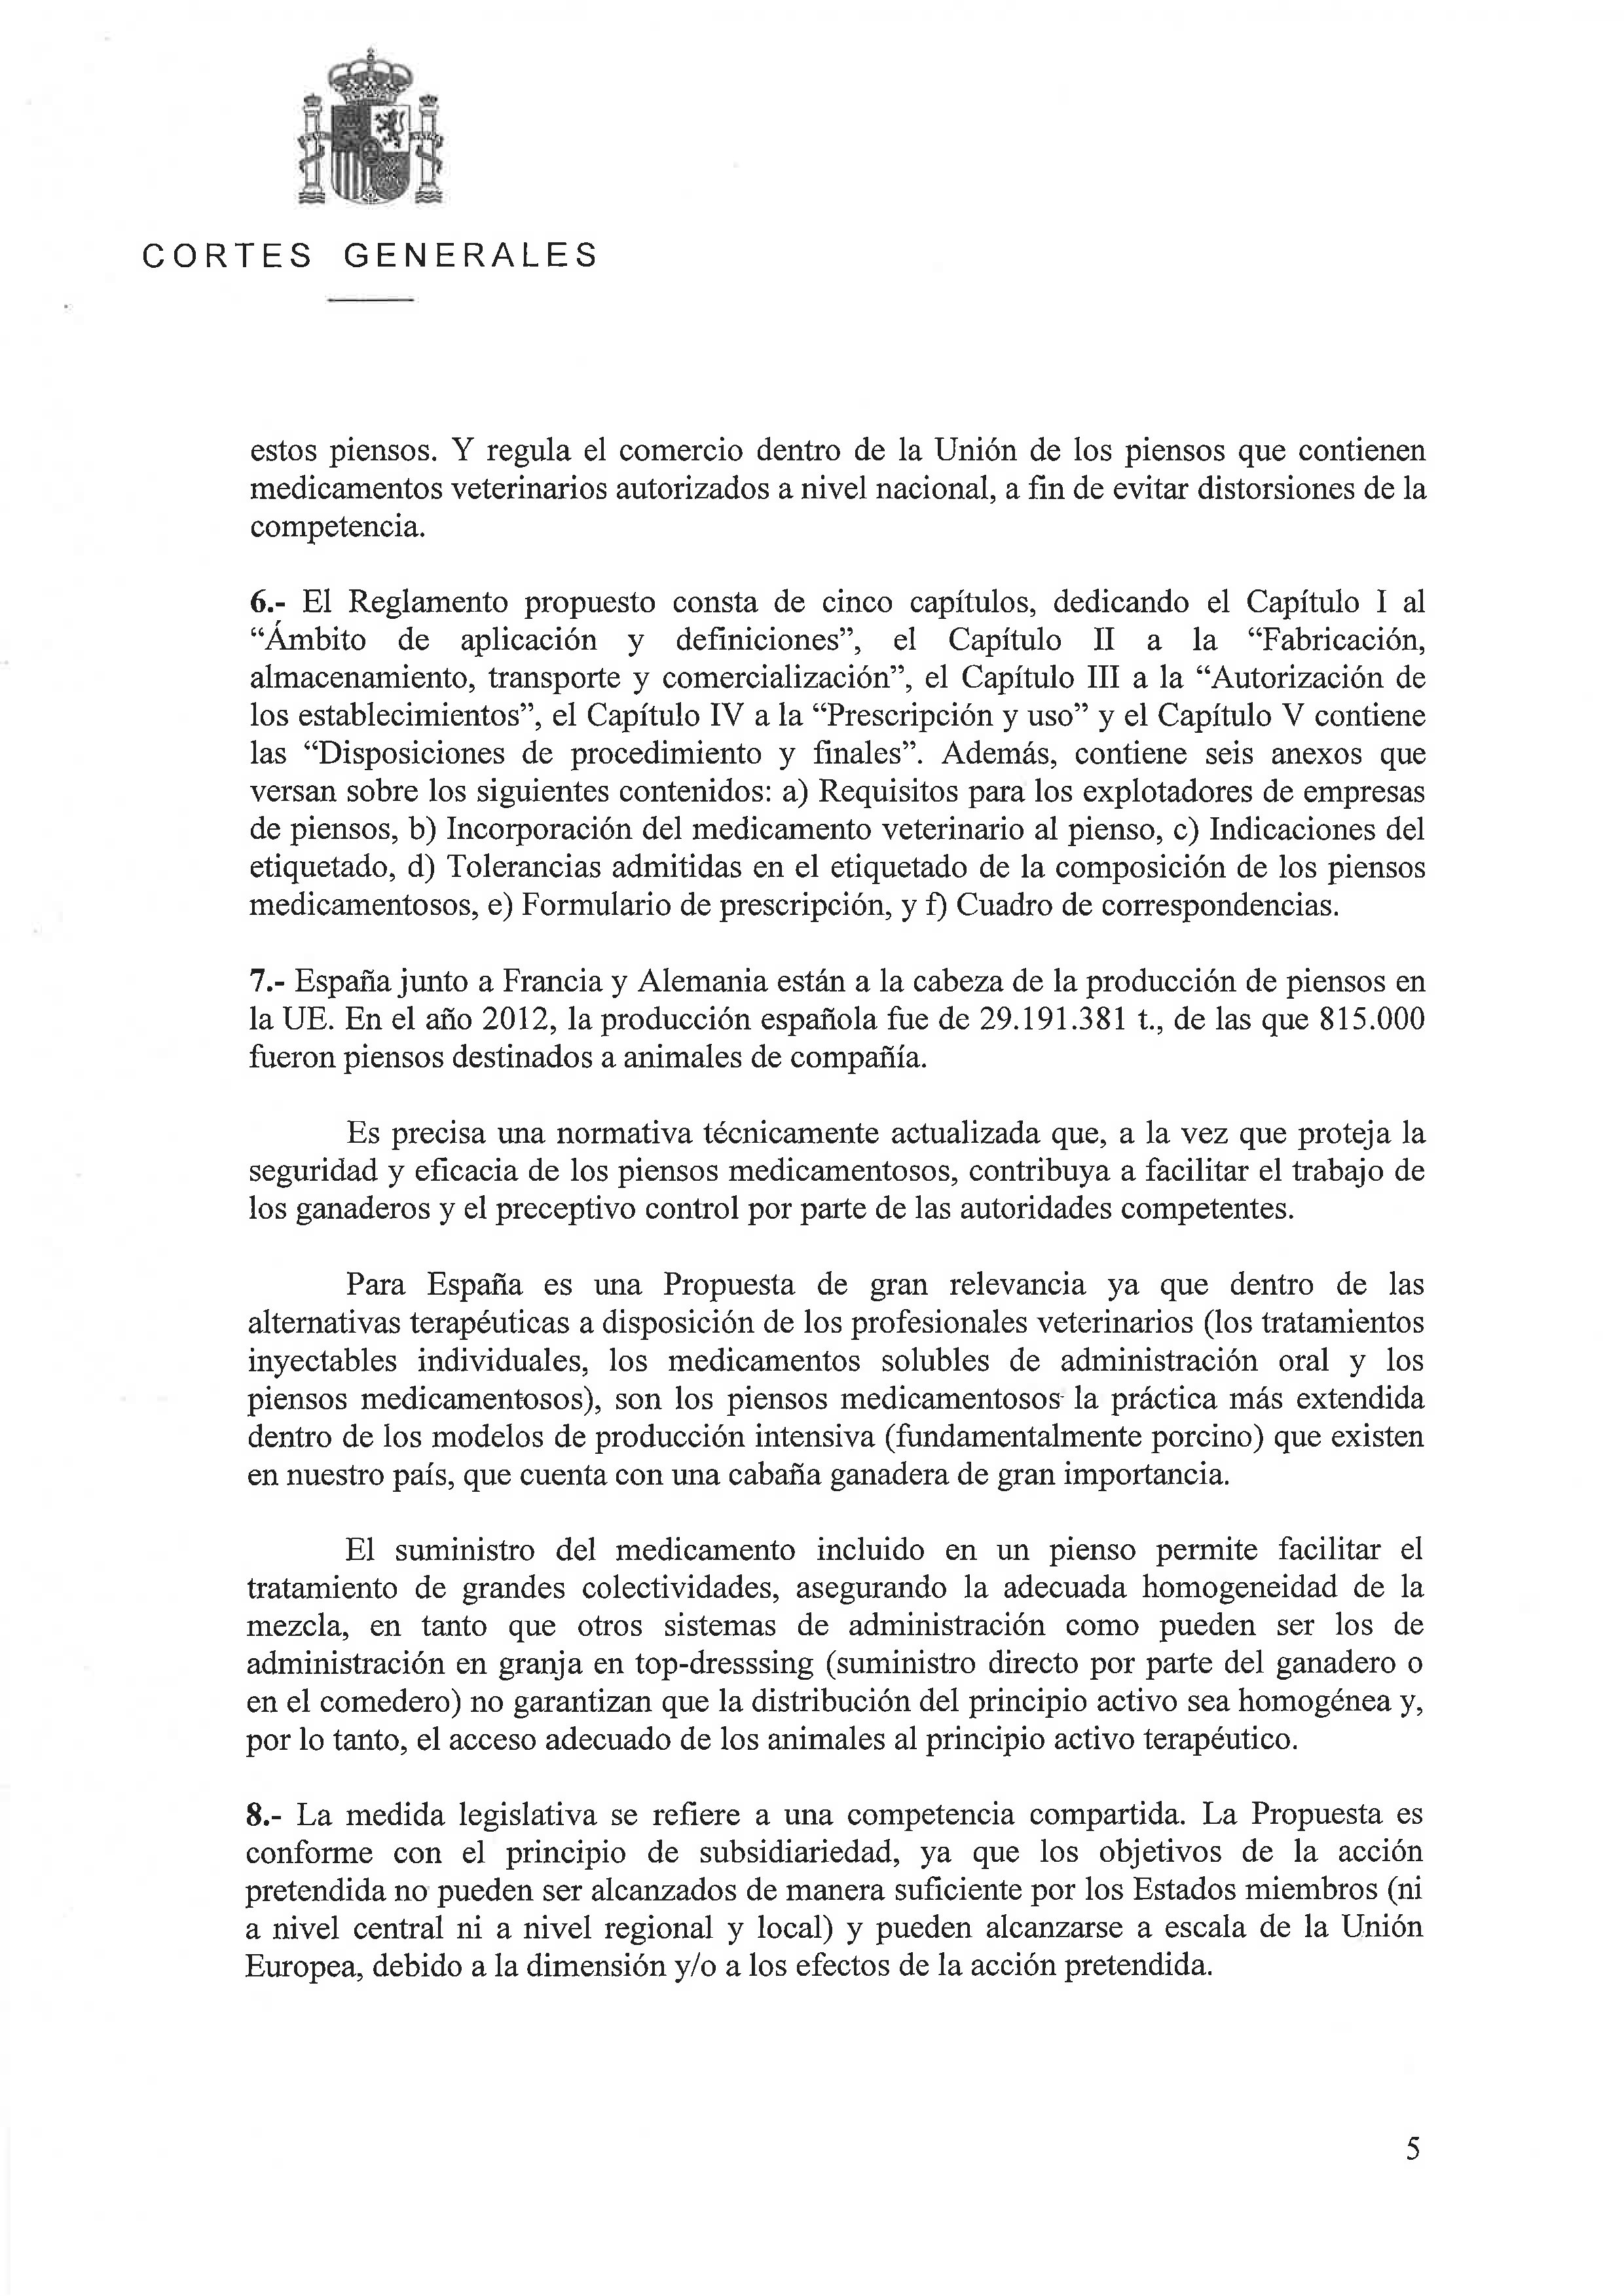 CORTES GENERALES
estos piensos. Y regula el comercio dentro de la Unión de los piensos que contienen
medicamentos veterinarios autorizados a nivel nacional, a fin de evitar distorsiones de la
competencia.
6.- El Reglamento propuesto consta de cinco capítulos, dedicando el Capítulo I al
“Ámbito de aplicación y definiciones”, el Capítulo II a la “Fabricación,
almacenamiento, transporte y comercialización”, el Capítulo III a la “Autorización de
los establecimientos”, el Capítulo IV a la “Prescripción y uso” y el Capítulo V contiene
las “Disposiciones de procedimiento y finales”. Además, contiene seis anexos que
versan sobre los siguientes contenidos: a) Requisitos para los explotadores de empresas
de piensos, b) Incorporación del medicamento veterinario al pienso, c) Indicaciones del
etiquetado, d) Tolerancias admitidas en el etiquetado de la composición de los piensos
medicamentosos, e) Formulario de prescripción, y f) Cuadro de correspondencias.
7.- España junto a Francia y Alemania están a la cabeza de la producción de piensos en
la UE. En el año 2012, la producción española fue de 29.191.381 t., de las que 815.000
fueron piensos destinados a animales de compañía.
Es precisa una normativa técnicamente actualizada que, a la vez que proteja la
seguridad y eficacia de los piensos medicamentosos, contribuya a facilitar el trabajo de
los ganaderos y el preceptivo control por parte de las autoridades competentes.
Para España es una Propuesta de gran relevancia ya que dentro de las
alternativas terapéuticas a disposición de los profesionales veterinarios (los tratamientos
inyectables individuales, los medicamentos solubles de administración oral y los
piensos medicamentosos), son los piensos medicamentosos la práctica más extendida
dentro de los modelos de producción intensiva (fundamentalmente porcino) que existen
en nuestro país, que cuenta con una cabaña ganadera de gran importancia.
El suministro del medicamento incluido en un pienso permite facilitar el
tratamiento de grandes colectividades, asegurando la adecuada homogeneidad de la
mezcla, en tanto que otros sistemas de administración como pueden ser los de
administración en granja en top-dresssing (suministro directo por parte del ganadero o
en el comedero) no garantizan que la distribución del principio activo sea homogénea y,
por lo tanto, el acceso adecuado de los animales al principio activo terapéutico.
8.- La medida legislativa se refiere a una competencia compartida. La Propuesta es
conforme con el principio de subsidiariedad, ya que los objetivos de la acción
pretendida no pueden ser alcanzados de manera suficiente por los Estados miembros (ni
a nivel central ni a nivel regional y local) y pueden alcanzarse a escala de la Unión
Europea, debido a la dimensión y/o a los efectos de la acción pretendida.
5